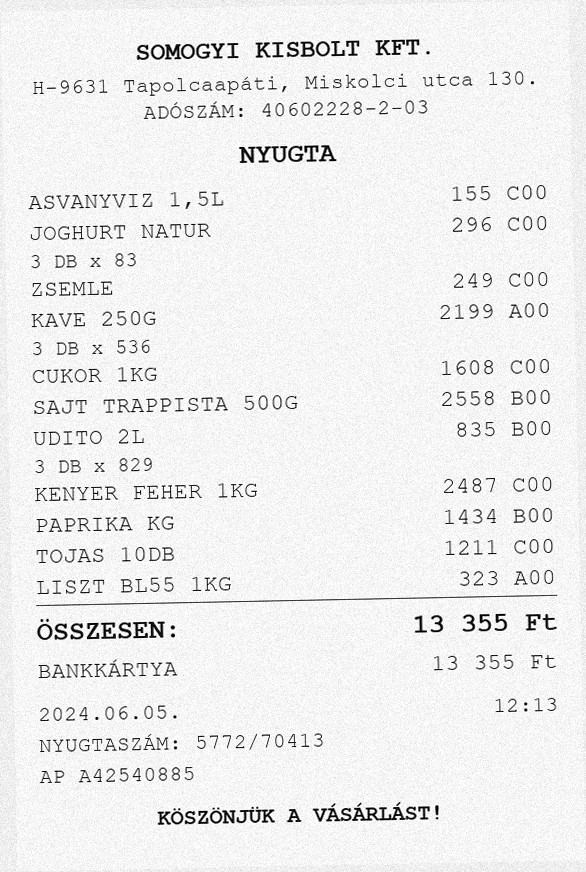 SOMOGYI KISBOLT KFT.
H-9631 Tapolcaapáti, Miskolci utca 130.
ADÓSZÁM: 40602228-2-03
NYUGTA
ASVANYVIZ 1,5L 155 C00
JOGHURT NATUR 296 C00
3 DB x 83
ZSEMLE 249 C00
KAVE 250G 2199 A00
3 DB x 536
CUKOR 1KG 1608 C00
SAJT TRAPPISTA 500G 2558 B00
UDITO 2L 835 B00
3 DB x 829
KENYER FEHER 1KG 2487 C00
PAPRIKA KG 1434 B00
TOJAS 10DB 1211 C00
LISZT BL55 1KG 323 A00
ÖSSZESEN: 13 355 Ft
BANKKÁRTYA 13 355 Ft
2024.06.05. 12:13
NYUGTASZÁM: 5772/70413
AP A42540885
KÖSZÖNJÜK A VÁSÁRLÁST!